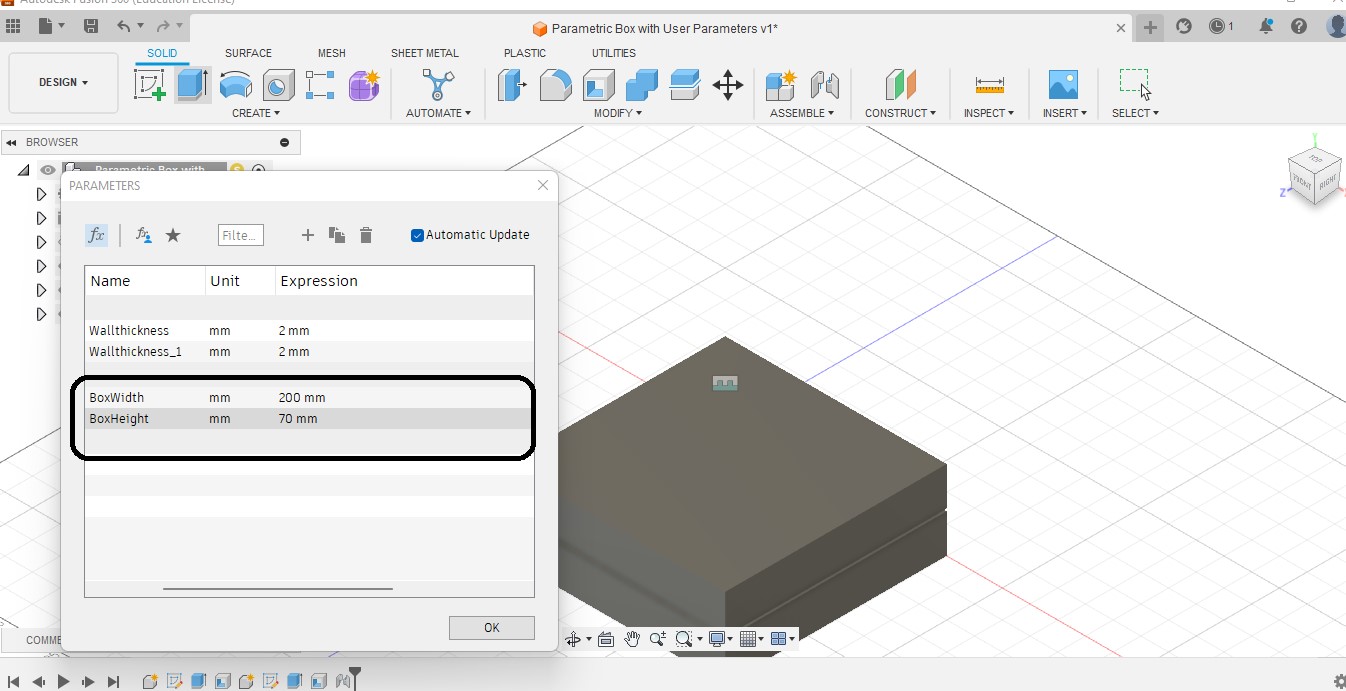 Autodesk Fusion 360 (Education License)
Parametric Box with User Parameters v1*
1
SOLID SURFACE MESH SHEET METAL PLASTIC UTILITIES
DESIGN
CREATE AUTOMATE MODIFY ASSEMBLE CONSTRUCT INSPECT INSERT SELECT
BROWSER
Parametric Box with
S
Y
TOP
FRONT RIGHT
Z
PARAMETERS
fx
Filte...
Automatic Update
Name Unit Expression
Wallthickness mm 2 mm
Wallthickness_1 mm 2 mm
BoxWidth mm 200 mm
BoxHeight mm 70 mm
OK
COMME